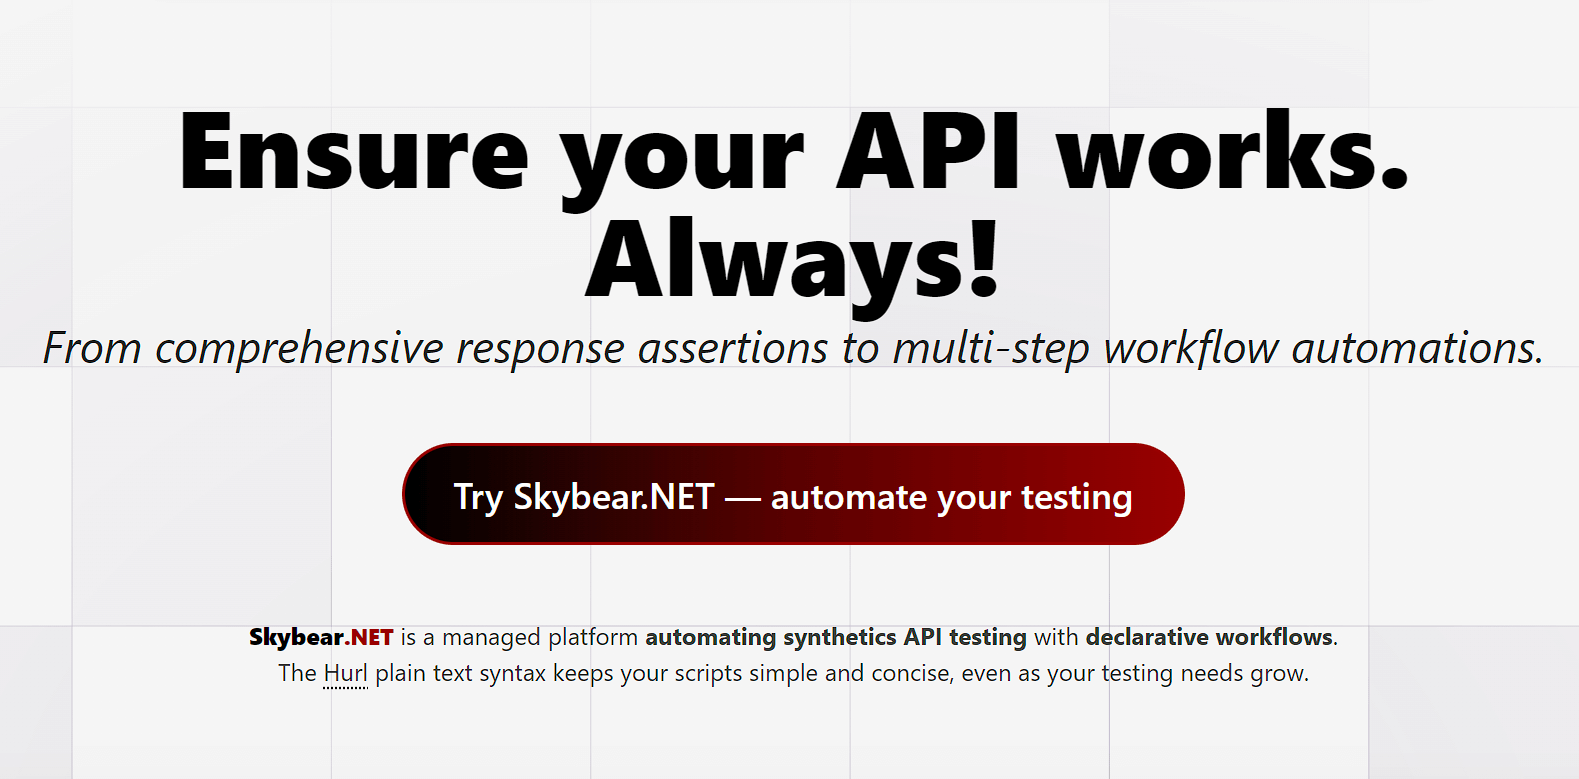 Ensure your API works.
Always!
From comprehensive response assertions to multi-step workflow automations.
Try Skybear.NET — automate your testing
Skybear.NET is a managed platform automating synthetics API testing with declarative workflows.
The Hurl plain text syntax keeps your scripts simple and concise, even as your testing needs grow.